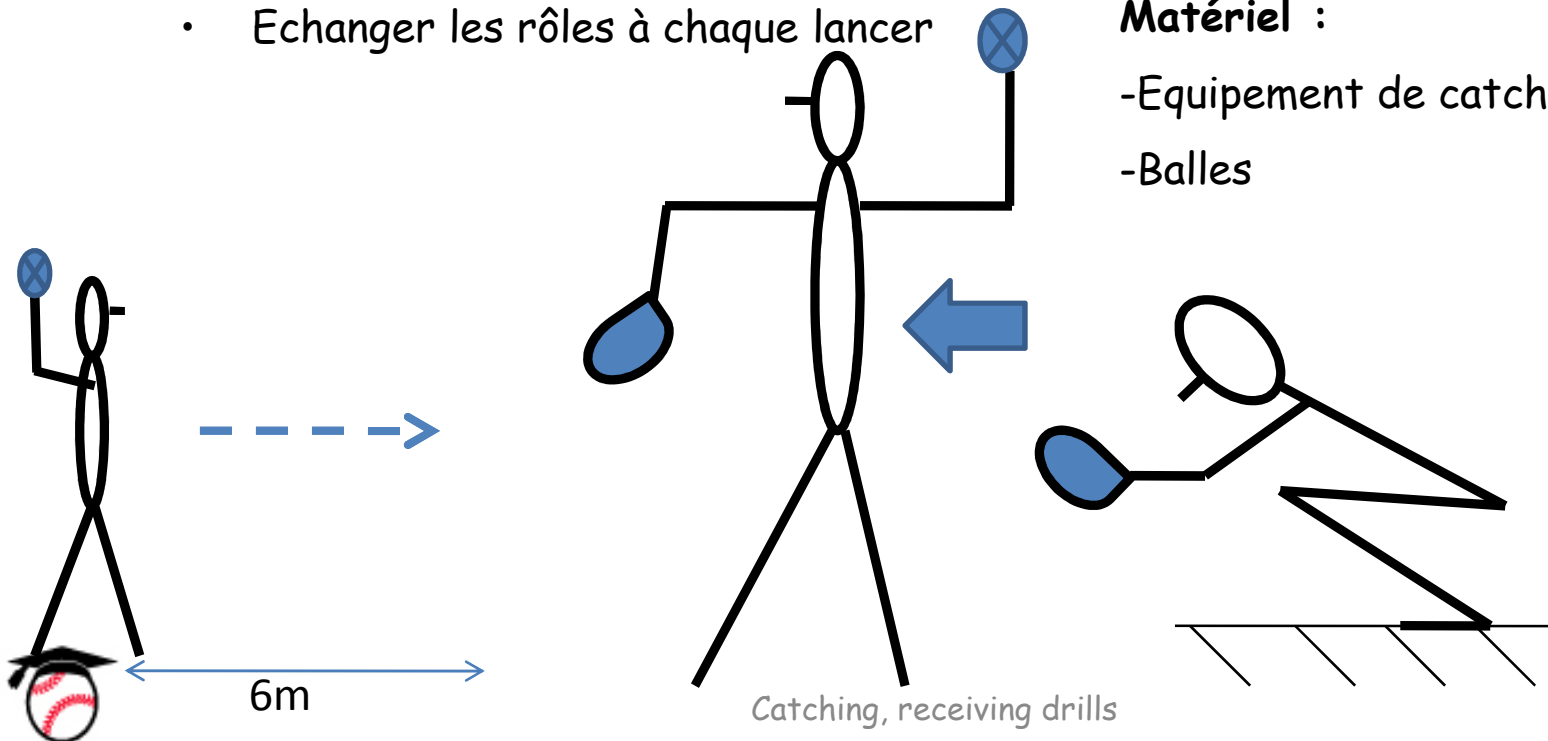 • Echanger les rôles à chaque lancer
Matériel :
-Equipement de catch
-Balles
6m
Catching, receiving drills